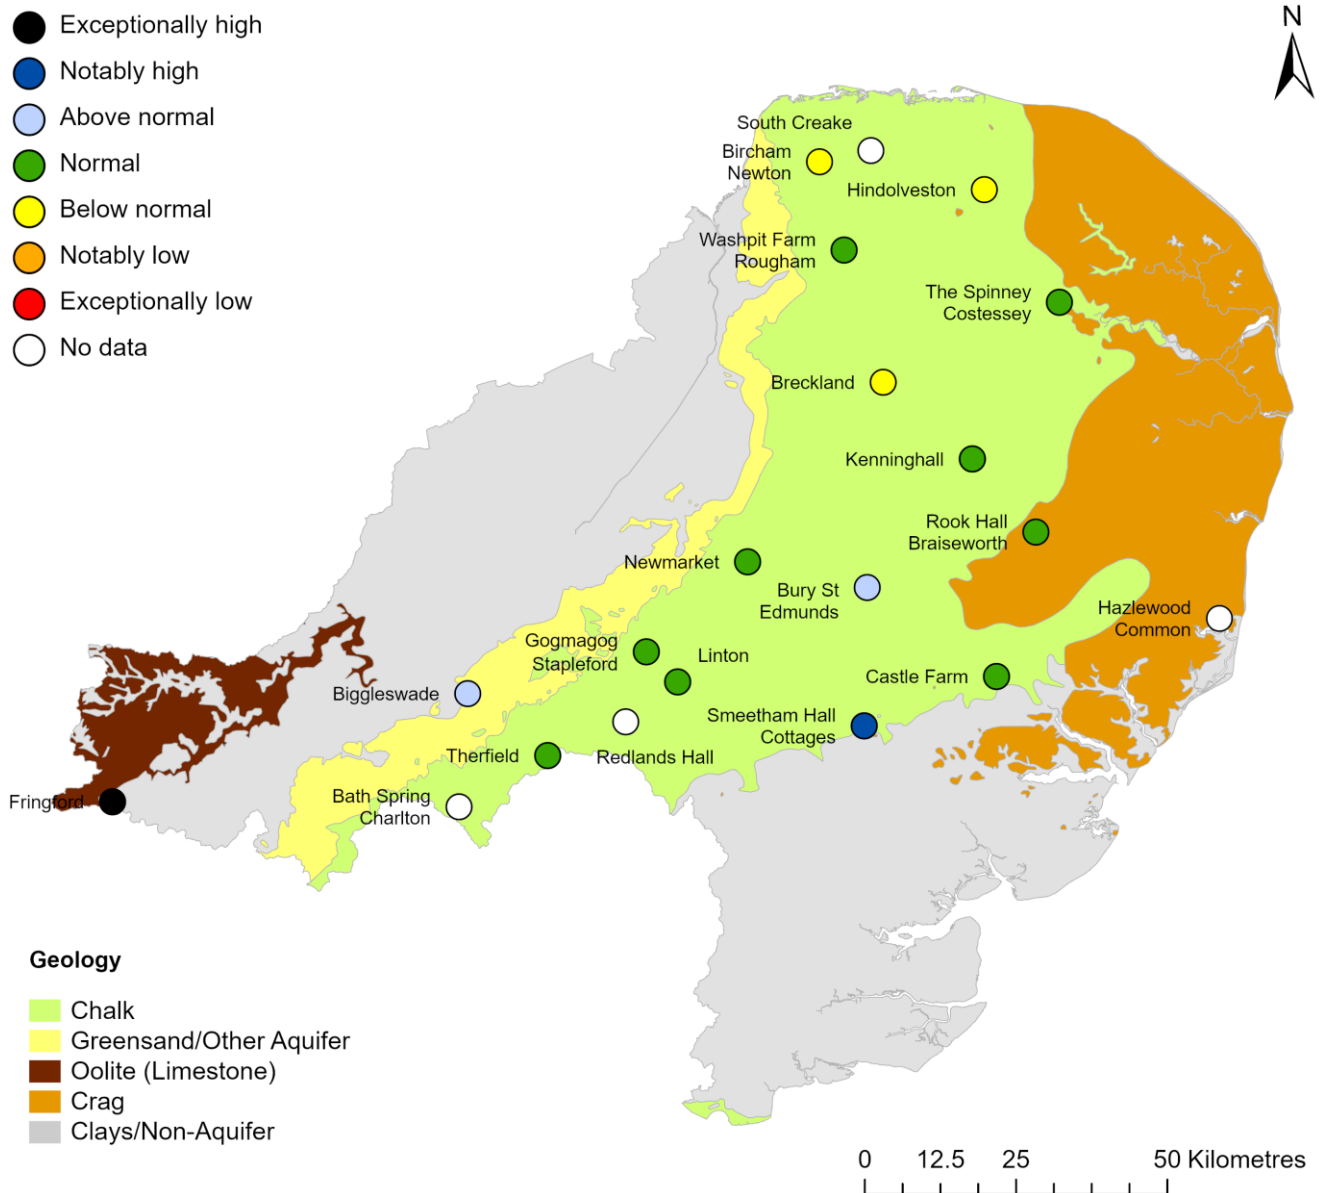 Exceptionally high
Notably high
Above normal
Normal
Below normal
Notably low
Exceptionally low
No data
N
South Creake
Bircham
Newton
Hindolveston
Washpit Farm
Rougham
The Spinney
Costessey
Breckland
Kenninghall
Rook Hall
Braiseworth
Newmarket
Bury St
Edmunds
Hazlewood
Common
Gogmagog
Stapleford
Linton
Castle Farm
Biggleswade
Smeetham Hall
Cottages
Redlands Hall
Therfield
Bath Spring
Charlton
Fringford
Geology
Chalk
Greensand/Other Aquifer
Oolite (Limestone)
Crag
Clays/Non-Aquifer
0 12.5 25 50 Kilometres